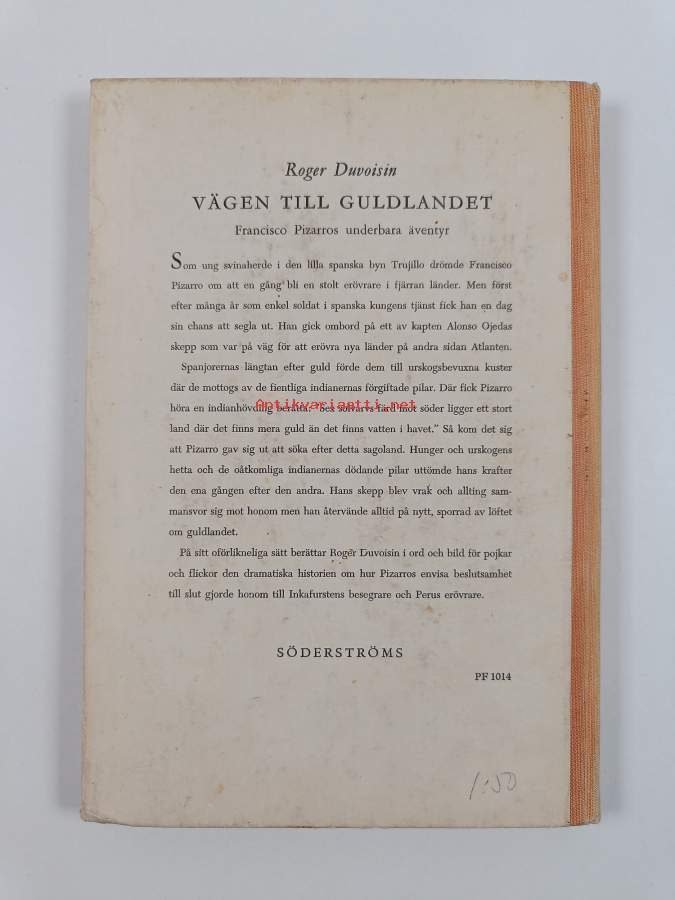 Roger Duvoisin
VÄGEN TILL GULDLANDET
Francisco Pizarros underbara äventyr
Som ung svinaherde i den lilla spanska byn Trujillo drömde Francisco
Pizarro om att en gång bli en stolt erövrare i fjärran länder. Men först
efter många år som enkel soldat i spanska kungens tjänst fick han en dag
sin chans att segla ut. Han gick ombord på ett av kapten Alonso Ojedas
skepp som var på väg för att erövra nya länder på andra sidan Atlanten.
Spanjorernas längtan efter guld förde dem till urskogsbevuxna kuster
där de mottogs av de fientliga indianernas förgiftade pilar. Där fick Pizarro
höra en indianhövding berätta: "Sex solvarvs färd mot söder ligger ett stort
Antikvariantti.net
land där det finns mera guld än det finns vatten i havet." Så kom det sig
att Pizarro gav sig ut att söka efter detta sagoland. Hunger och urskogens
hetta och de oåtkomliga indianernas dödande pilar uttömde hans krafter
den ena gången efter den andra. Hans skepp blev vrak och allting sam-
mansvor sig mot honom men han återvände alltid på nytt, sporrad av löftet
om guldlandet.
På sitt oförlikneliga sätt berättar Roger Duvoisin i ord och bild för pojkar
och flickor den dramatiska historien om hur Pizarros envisa beslutsamhet
till slut gjorde honom till Inkafurstens besegrare och Perus erövrare.
SÖDERSTRÖMS
PF 1014
1:50